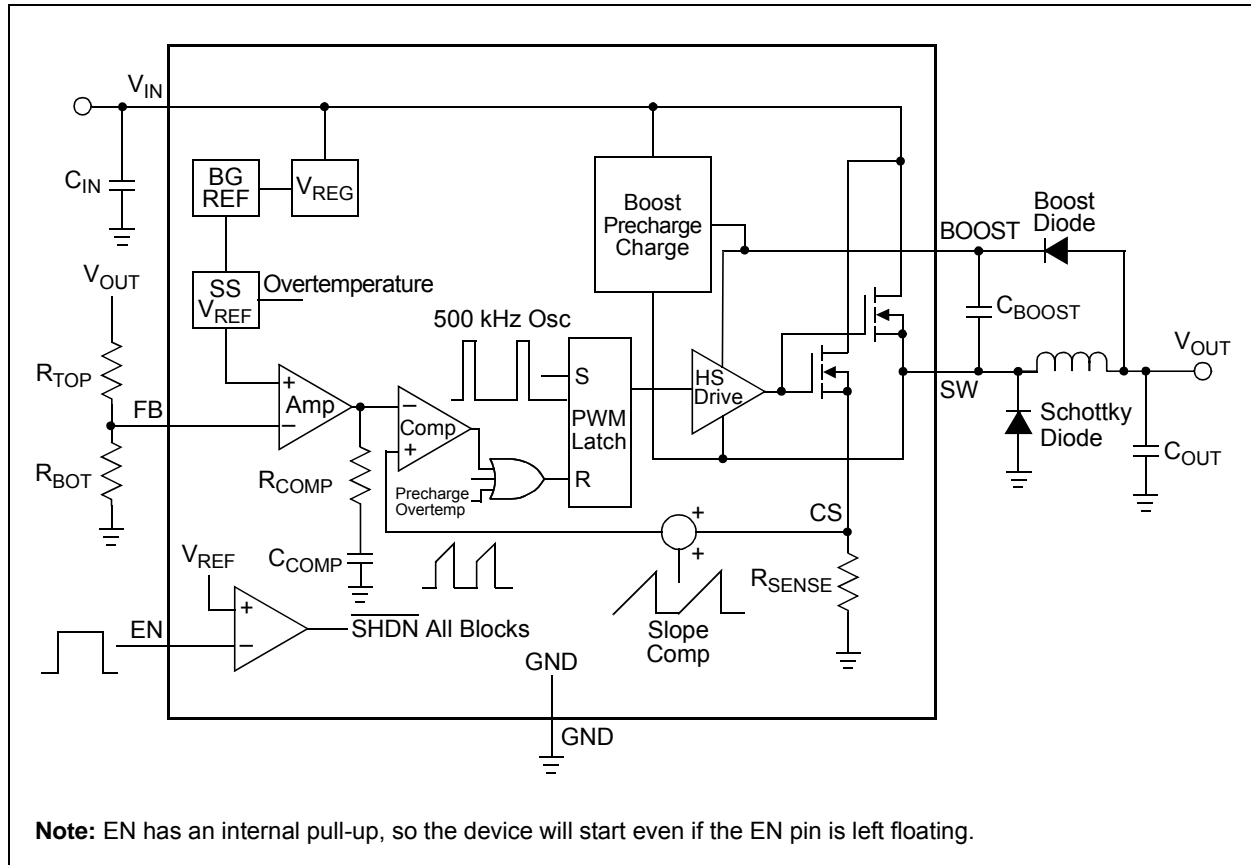 VIN
CIN
BG
REF
VREG
Boost
Precharge
Charge
BOOST
Boost
Diode
VOUT
SS
VREF
Overtemperature
500 kHz Osc
CBOOST
RTOP
FB
+
Amp
−
−
Comp
+
S
PWM
Latch
R
HS
Drive
SW
VOUT
Schottky
Diode
COUT
RBOT
RCOMP
Precharge
Overtemp
CS
+
+
CCOMP
RSENSE
Slope
Comp
VREF
+
EN
−
SHDN All Blocks
GND
GND
Note: EN has an internal pull-up, so the device will start even if the EN pin is left floating.